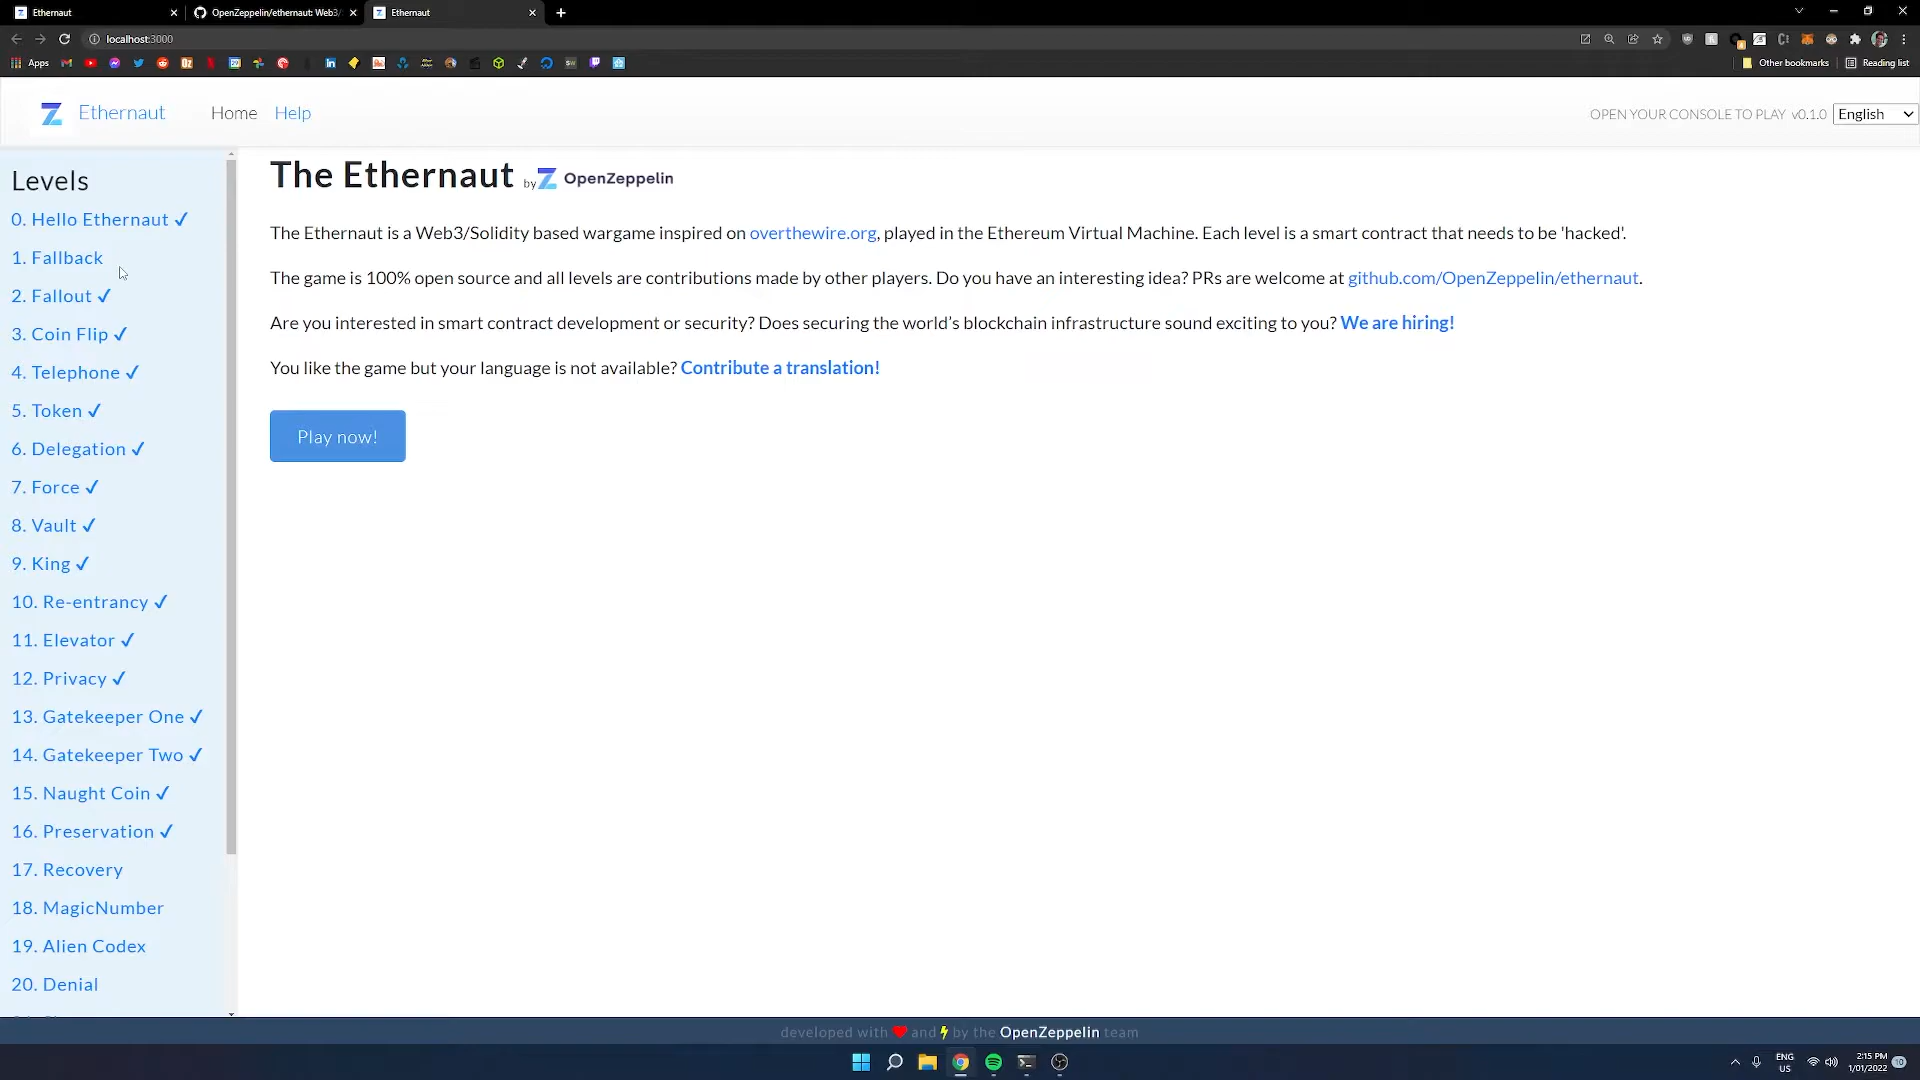 Ethernaut
OpenZeppelin/ethernaut: Web3/
Ethernaut
localhost:3000
Apps
Other bookmarks
Reading list
Ethernaut
Home
Help
OPEN YOUR CONSOLE TO PLAY v0.1.0
English
Levels
0. Hello Ethernaut ✓
1. Fallback
2. Fallout ✓
3. Coin Flip ✓
4. Telephone ✓
5. Token ✓
6. Delegation ✓
7. Force ✓
8. Vault ✓
9. King ✓
10. Re-entrancy ✓
11. Elevator ✓
12. Privacy ✓
13. Gatekeeper One ✓
14. Gatekeeper Two ✓
15. Naught Coin ✓
16. Preservation ✓
17. Recovery
18. MagicNumber
19. Alien Codex
20. Denial
The Ethernaut by OpenZeppelin
The Ethernaut is a Web3/Solidity based wargame inspired on overthewire.org, played in the Ethereum Virtual Machine. Each level is a smart contract that needs to be 'hacked'.
The game is 100% open source and all levels are contributions made by other players. Do you have an interesting idea? PRs are welcome at github.com/OpenZeppelin/ethernaut.
Are you interested in smart contract development or security? Does securing the world’s blockchain infrastructure sound exciting to you? We are hiring!
You like the game but your language is not available? Contribute a translation!
Play now!
developed with ❤ and ⚡ by the OpenZeppelin team
ENG
US
2:15 PM
1/01/2022